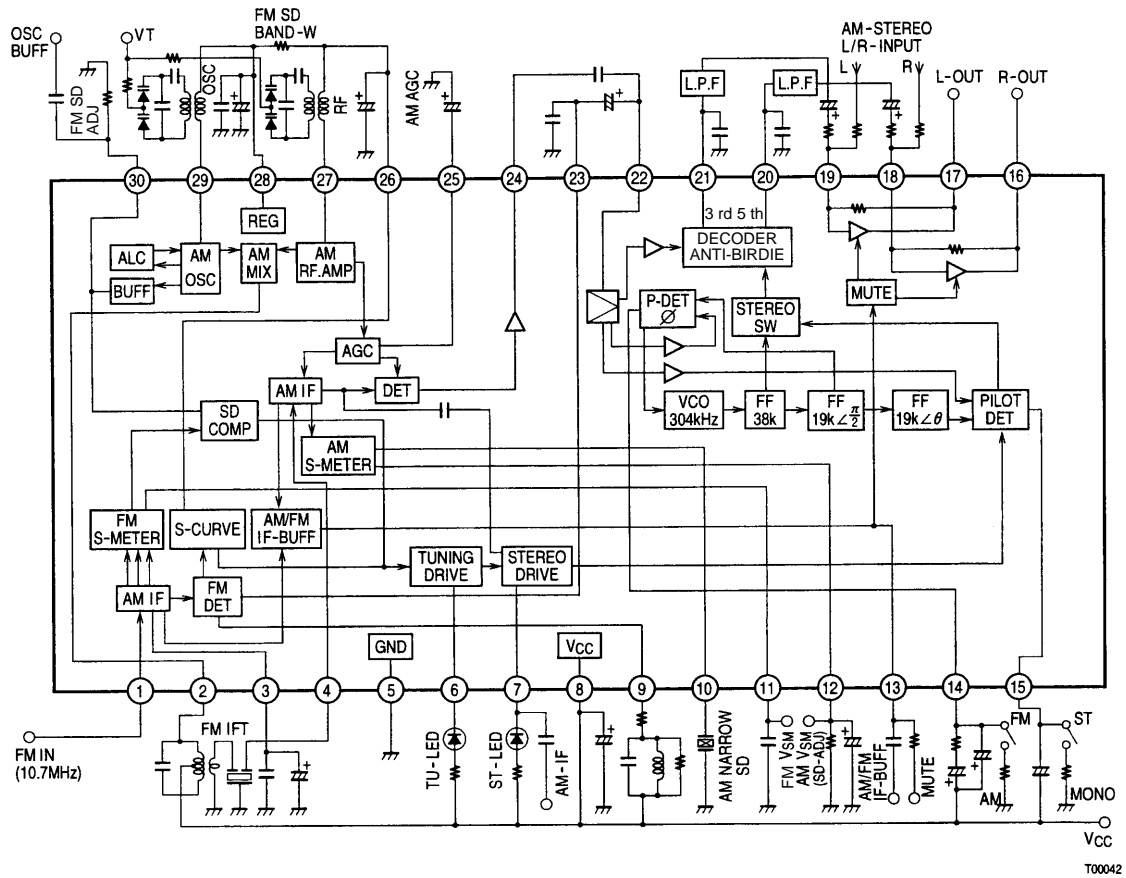 OSC
BUFF
VT
FM SD
BAND-W
FM SD
ADJ
OSC
RF
AM AGC
L.P.F
L.P.F
AM-STEREO
L/R-INPUT
L
R
L-OUT
R-OUT
30
29
28
27
26
25
24
23
22
21
20
19
18
17
16
REG
ALC
AM
OSC
AM
MIX
AM
RF.AMP
BUFF
3 rd 5 th
DECODER
ANTI-BIRDIE
P-DET
Ø
STEREO
SW
MUTE
AGC
AM IF
DET
SD
COMP
AM
S-METER
VCO
304kHz
FF
38k
FF
19k∠π/2
FF
19k∠θ
PILOT
DET
FM
S-METER
S-CURVE
AM/FM
IF-BUFF
TUNING
DRIVE
STEREO
DRIVE
AM IF
FM
DET
GND
VCC
1
2
3
4
5
6
7
8
9
10
11
12
13
14
15
FM IN
(10.7MHz)
FM IFT
TU-LED
ST-LED
AM-IF
AM NARROW
SD
FM VSM
AM VSM
(SD-ADJ)
AM/FM
IF-BUFF
MUTE
FM
AM
ST
MONO
VCC
T00042